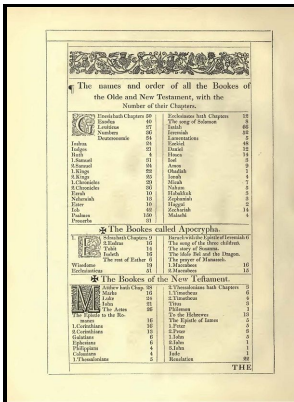 ¶ The names and order of all the Bookes of
the Olde and New Testament, with the
Number of their Chapters.
Genesis hath Chapters 50
Exodus 40
Leviticus 27
Numbers 36
Deuteronomie 34
Joshua 24
Judges 21
Ruth 4
1.Samuel 31
2.Samuel 24
1.Kings 22
2.Kings 25
1.Chronicles 29
2.Chronicles 36
Ezrah 10
Nehemiah 13
Ester 10
Iob 42
Psalmes 150
Proverbs 31
Ecclesiastes hath Chapters 12
The song of Solomon 8
Isaiah 66
Jeremiah 52
Lamentations 5
Ezekiel 48
Daniel 12
Hosea 14
Ioel 3
Amos 9
Obadiah 1
Jonah 4
Micah 7
Nahum 3
Habakkuk 3
Zephaniah 3
Haggai 2
Zechariah 14
Malachi 4
✠ The Bookes called Apocrypha.
1. Esdras hath Chapters 9
2.Esdras 16
Tobit 14
Iudeth 16
The rest of Esther 6
Wisedome 19
Ecclesiasticus 51
Baruch with the Epistle of Jeremiah 6
The song of the three children.
The story of Susanna.
The idole Bel and the Dragon.
The prayer of Manasseh.
1.Maccabees 16
2.Maccabees 15
✠ The Bookes of the New Testament.
Matthew hath Chap. 28
Marke 16
Luke 24
Iohn 21
The Actes 28
The Epistle to the Ro-
manes 16
1.Corinthians 16
2.Corinthians 13
Galatians 6
Ephesians 6
Philippians 4
Colossians 4
1.Thessalonians 5
2.Thessalonians hath Chapters 3
1.Timotheus 6
2.Timotheus 4
Titus 3
Philemon 1
To the Hebrewes 13
The Epistle of Iames 5
1.Peter 5
2.Peter 3
1.Iohn 5
2.Iohn 1
3.Iohn 1
Jude 1
Revelation 22
THE